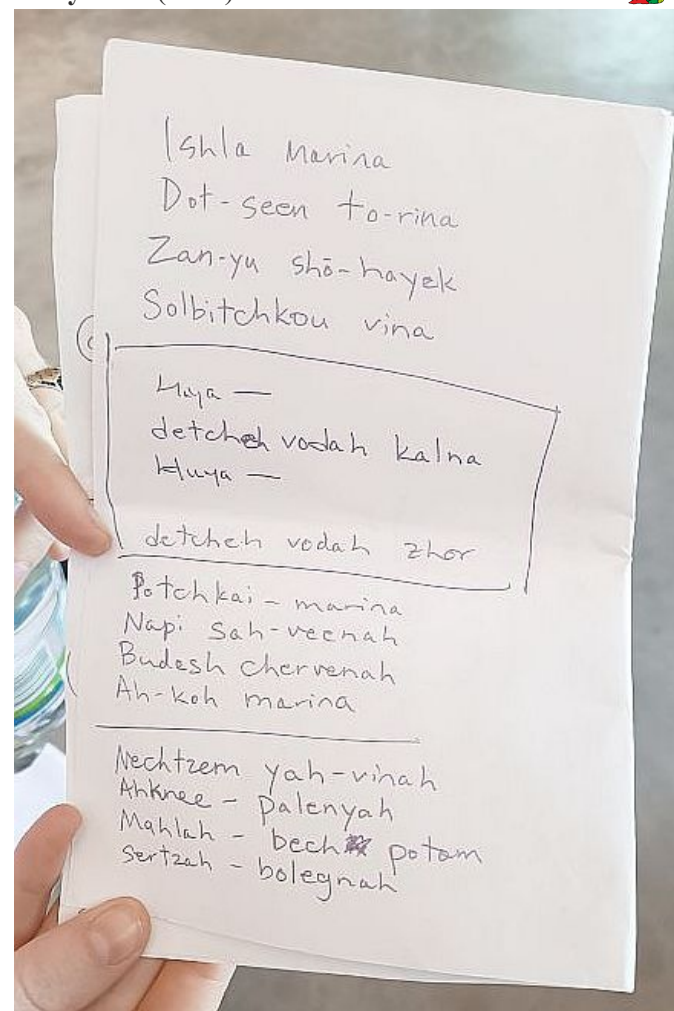 Ishla marina
Dot-seen to-rina
Zan-yu shō-hayek
Solbitchkou vina
Huya —
detcheh vodah kalna
Huya —
detcheh vodah zhor
Potchkai - marina
Napi sah-veenah
Budesh chervenah
Ah-koh marina
Nechtzem yah-vinah
Ahknee - palenyah
Mahlah - bech potom
Sertzah - bolegnah